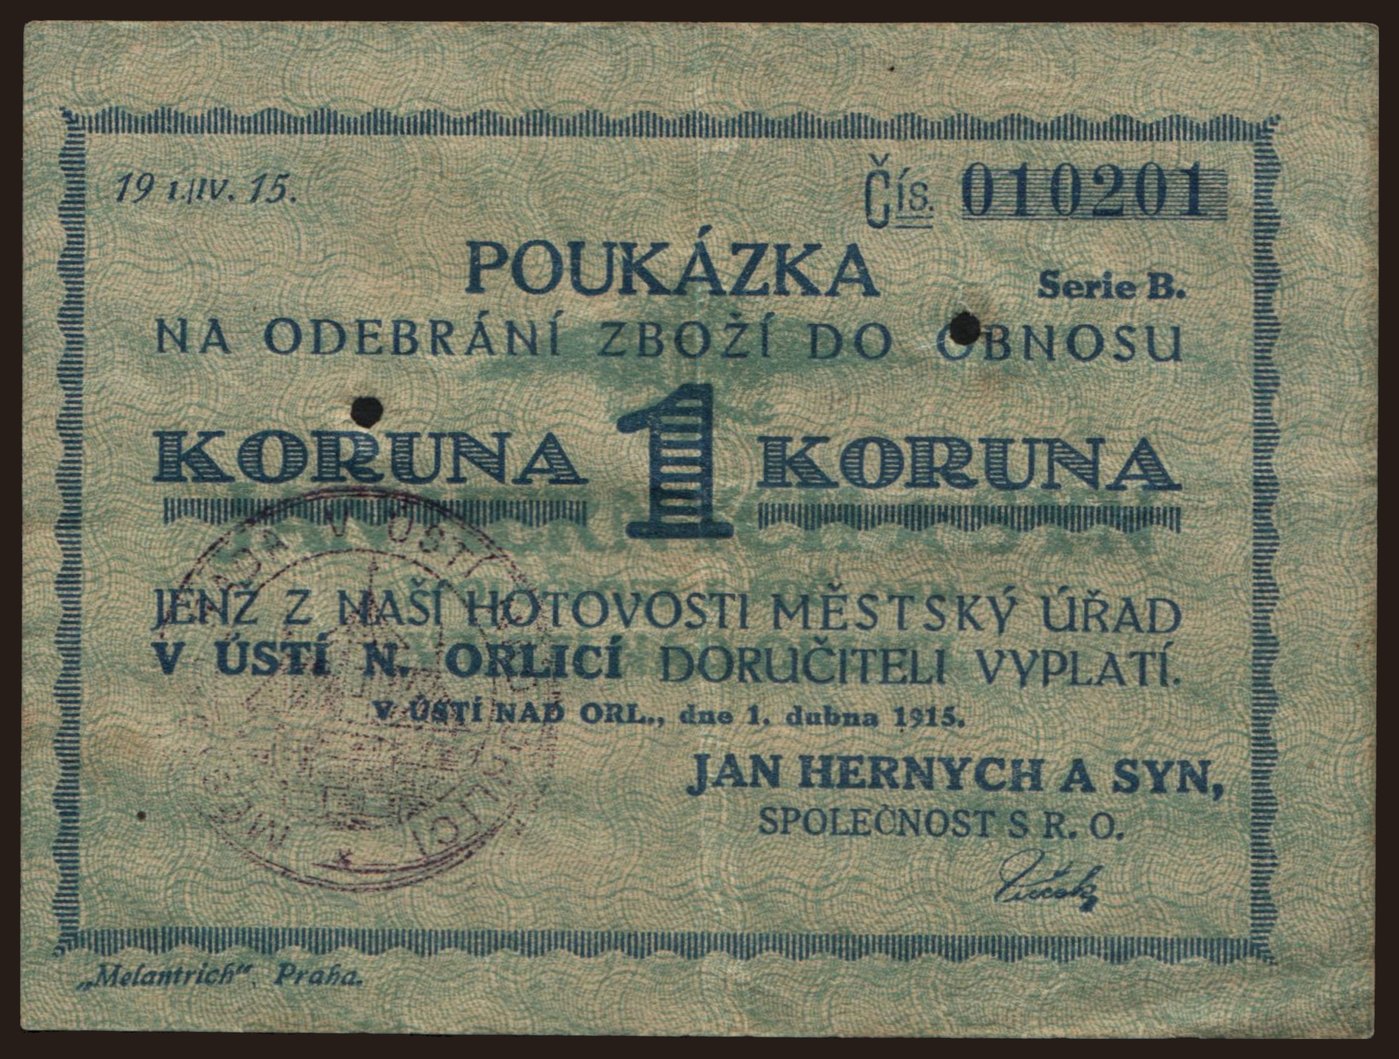 19 I./IV. 15.
Čís. 010201
POUKÁZKA
Serie B.
NA ODEBRÁNÍ ZBOŽÍ DO OBNOSU
KORUNA 1 KORUNA
JENŽ Z NAŠÍ HOTOVOSTI MĚSTSKÝ ÚŘAD
V ÚSTÍ N. ORLICÍ DORUČITELI VYPLATÍ.
V ÚSTÍ NAD ORL., dne 1. dubna 1915.
JAN HERNYCH A SYN,
SPOLEČNOST S R. O.
V ÚSTÍ
„Melantrich“, Praha.